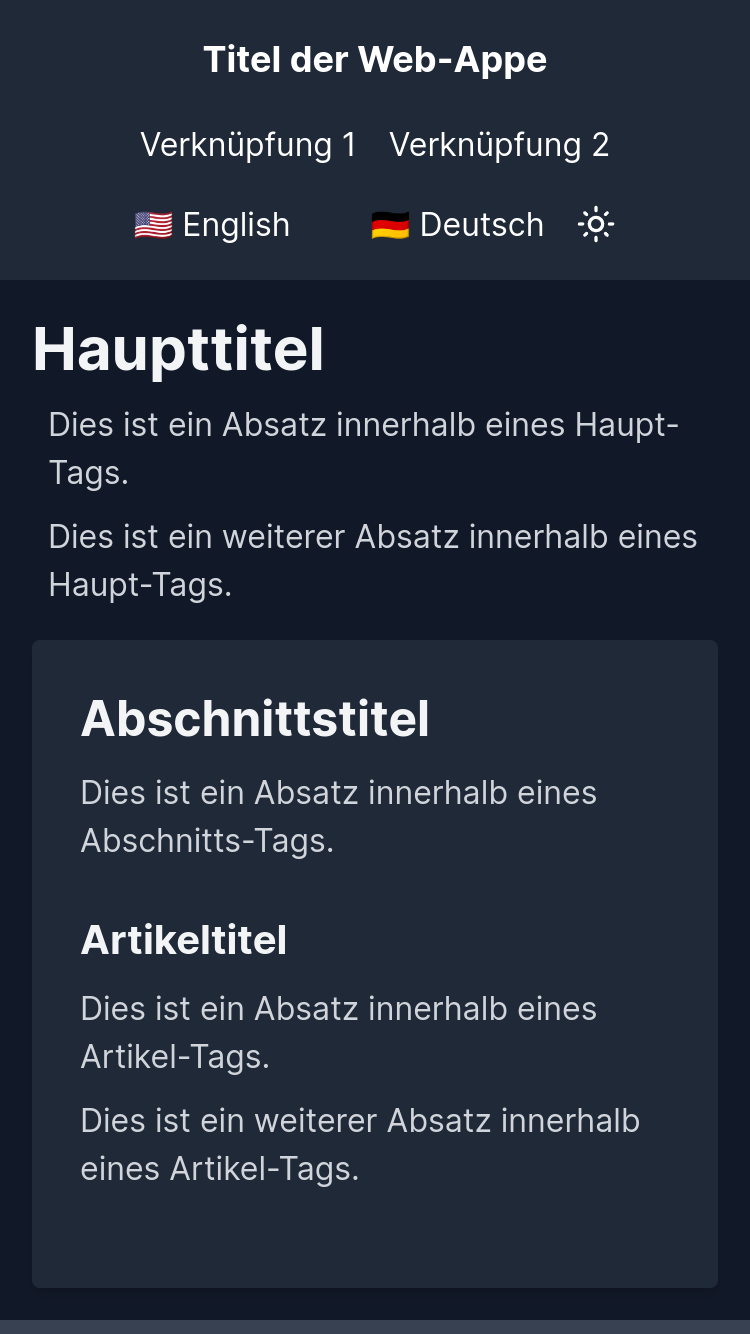 Titel der Web-Appe
Verknüpfung 1 Verknüpfung 2
🇺🇸 English 🇩🇪 Deutsch
Haupttitel
Dies ist ein Absatz innerhalb eines Haupt-
Tags.
Dies ist ein weiterer Absatz innerhalb eines
Haupt-Tags.
Abschnittstitel
Dies ist ein Absatz innerhalb eines
Abschnitts-Tags.
Artikeltitel
Dies ist ein Absatz innerhalb eines
Artikel-Tags.
Dies ist ein weiterer Absatz innerhalb
eines Artikel-Tags.